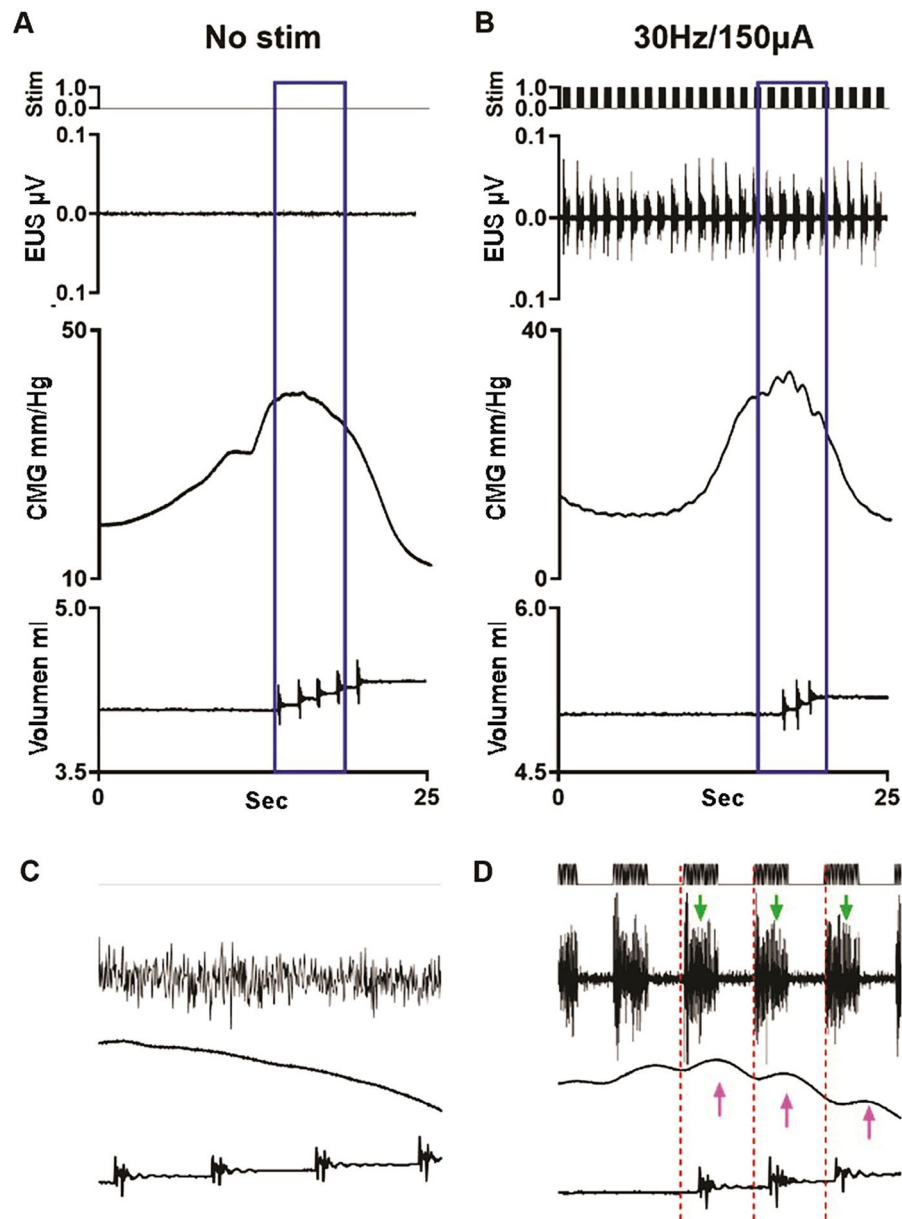 A
No stim
Stim
1.0
0.0
EUS µV
0.1
0.0
-0.1
CMG mm/Hg
50
10
Volumen ml
5.0
3.5
0
Sec
25
B
30Hz/150µA
Stim
1.0
0.0
EUS µV
0.1
0.0
0.1
CMG mm/Hg
40
0
Volumen ml
6.0
4.5
0
Sec
25
C
D